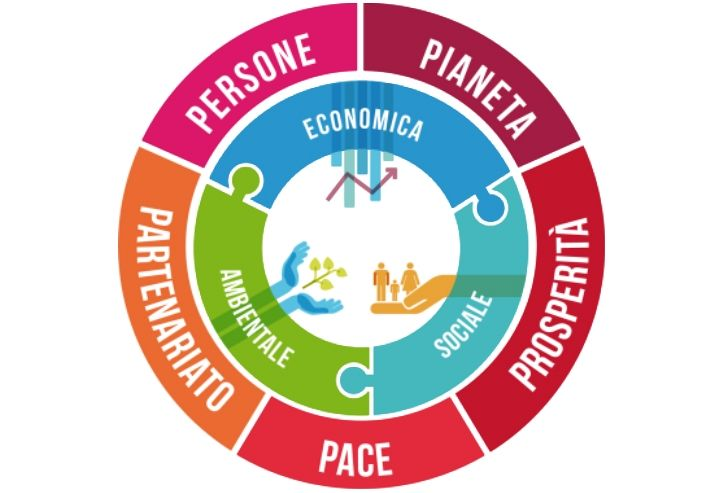 PERSONE
PIANETA
PROSPERITÀ
PACE
PARTENARIATO
ECONOMICA
SOCIALE
AMBIENTALE